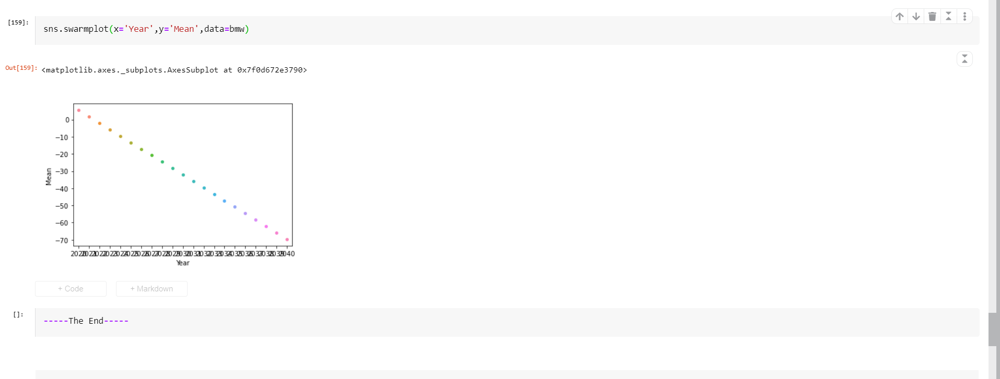 [159]:
sns.swarmplot(x='Year',y='Mean',data=bmw)
Out[159]: <matplotlib.axes._subplots.AxesSubplot at 0x7f0d672e3790>
0
−10
−20
−30
−40
−50
−60
−70
Mean
2020 2021 2022 2023 2024 2025 2026 2027 2028 2029 2030 2031 2032 2033 2034 2035 2036 2037 2038 2039 2040
Year
+ Code + Markdown
[]:
-----The End-----